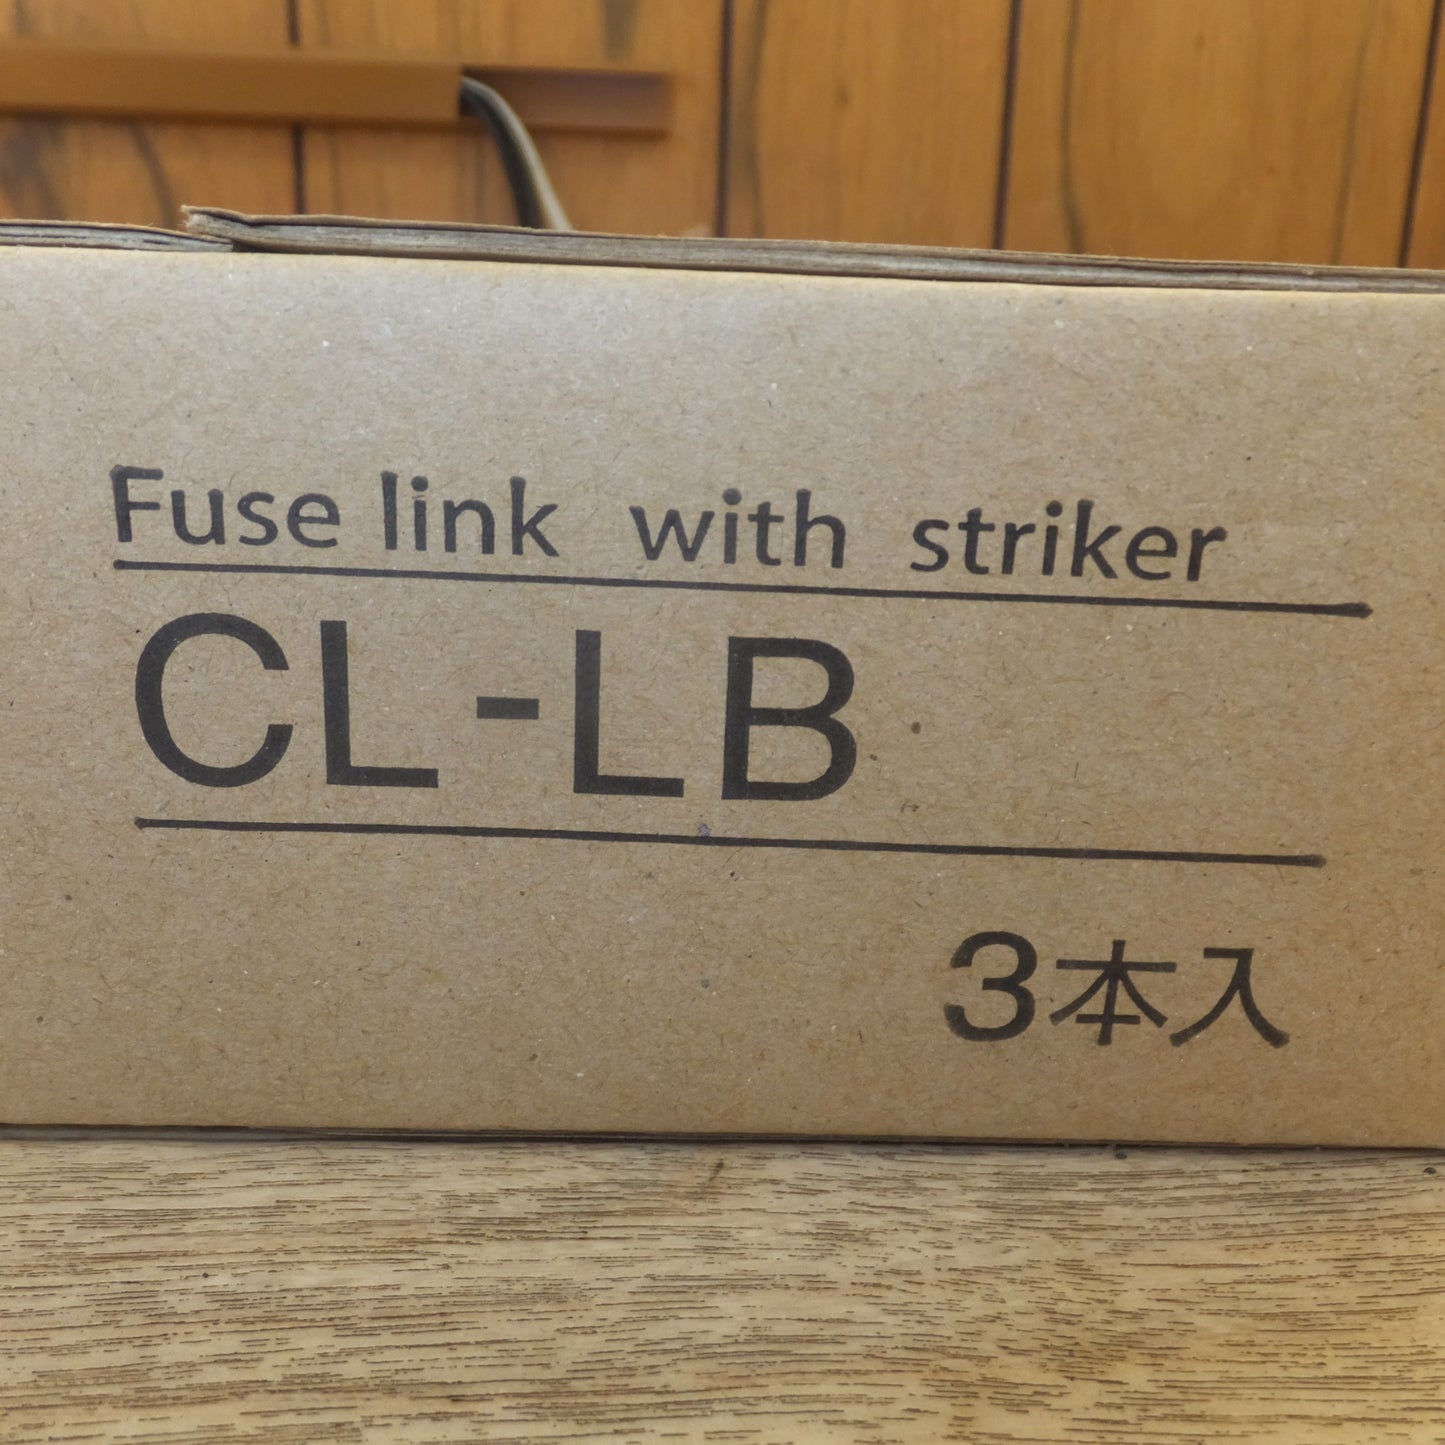 Fuse link with striker
CL-LB
3本入